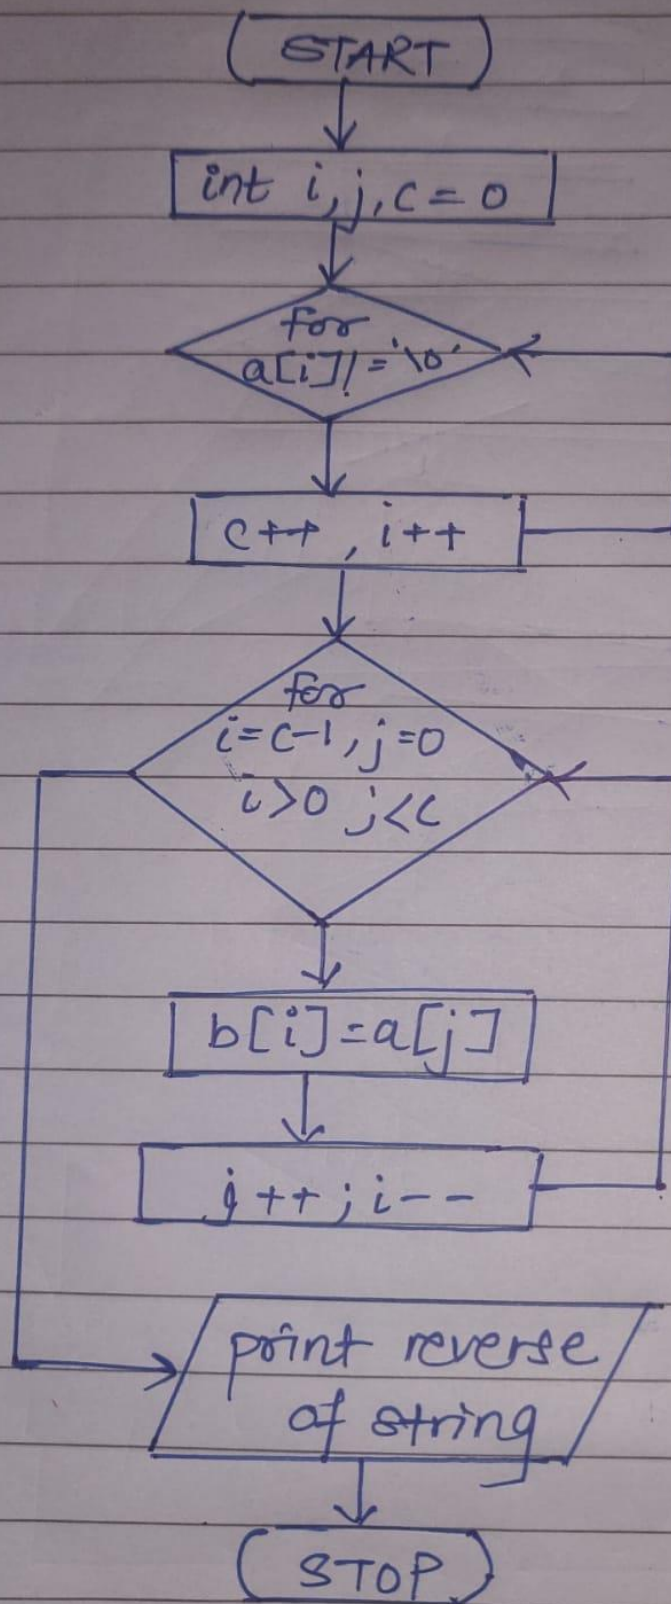 START
int i, j, c = 0
for
a[i]!='\0'
c++, i++
for
i=c-1, j=0
i>0 j<c
b[i]=a[j]
j++; i--
print reverse
of string
STOP